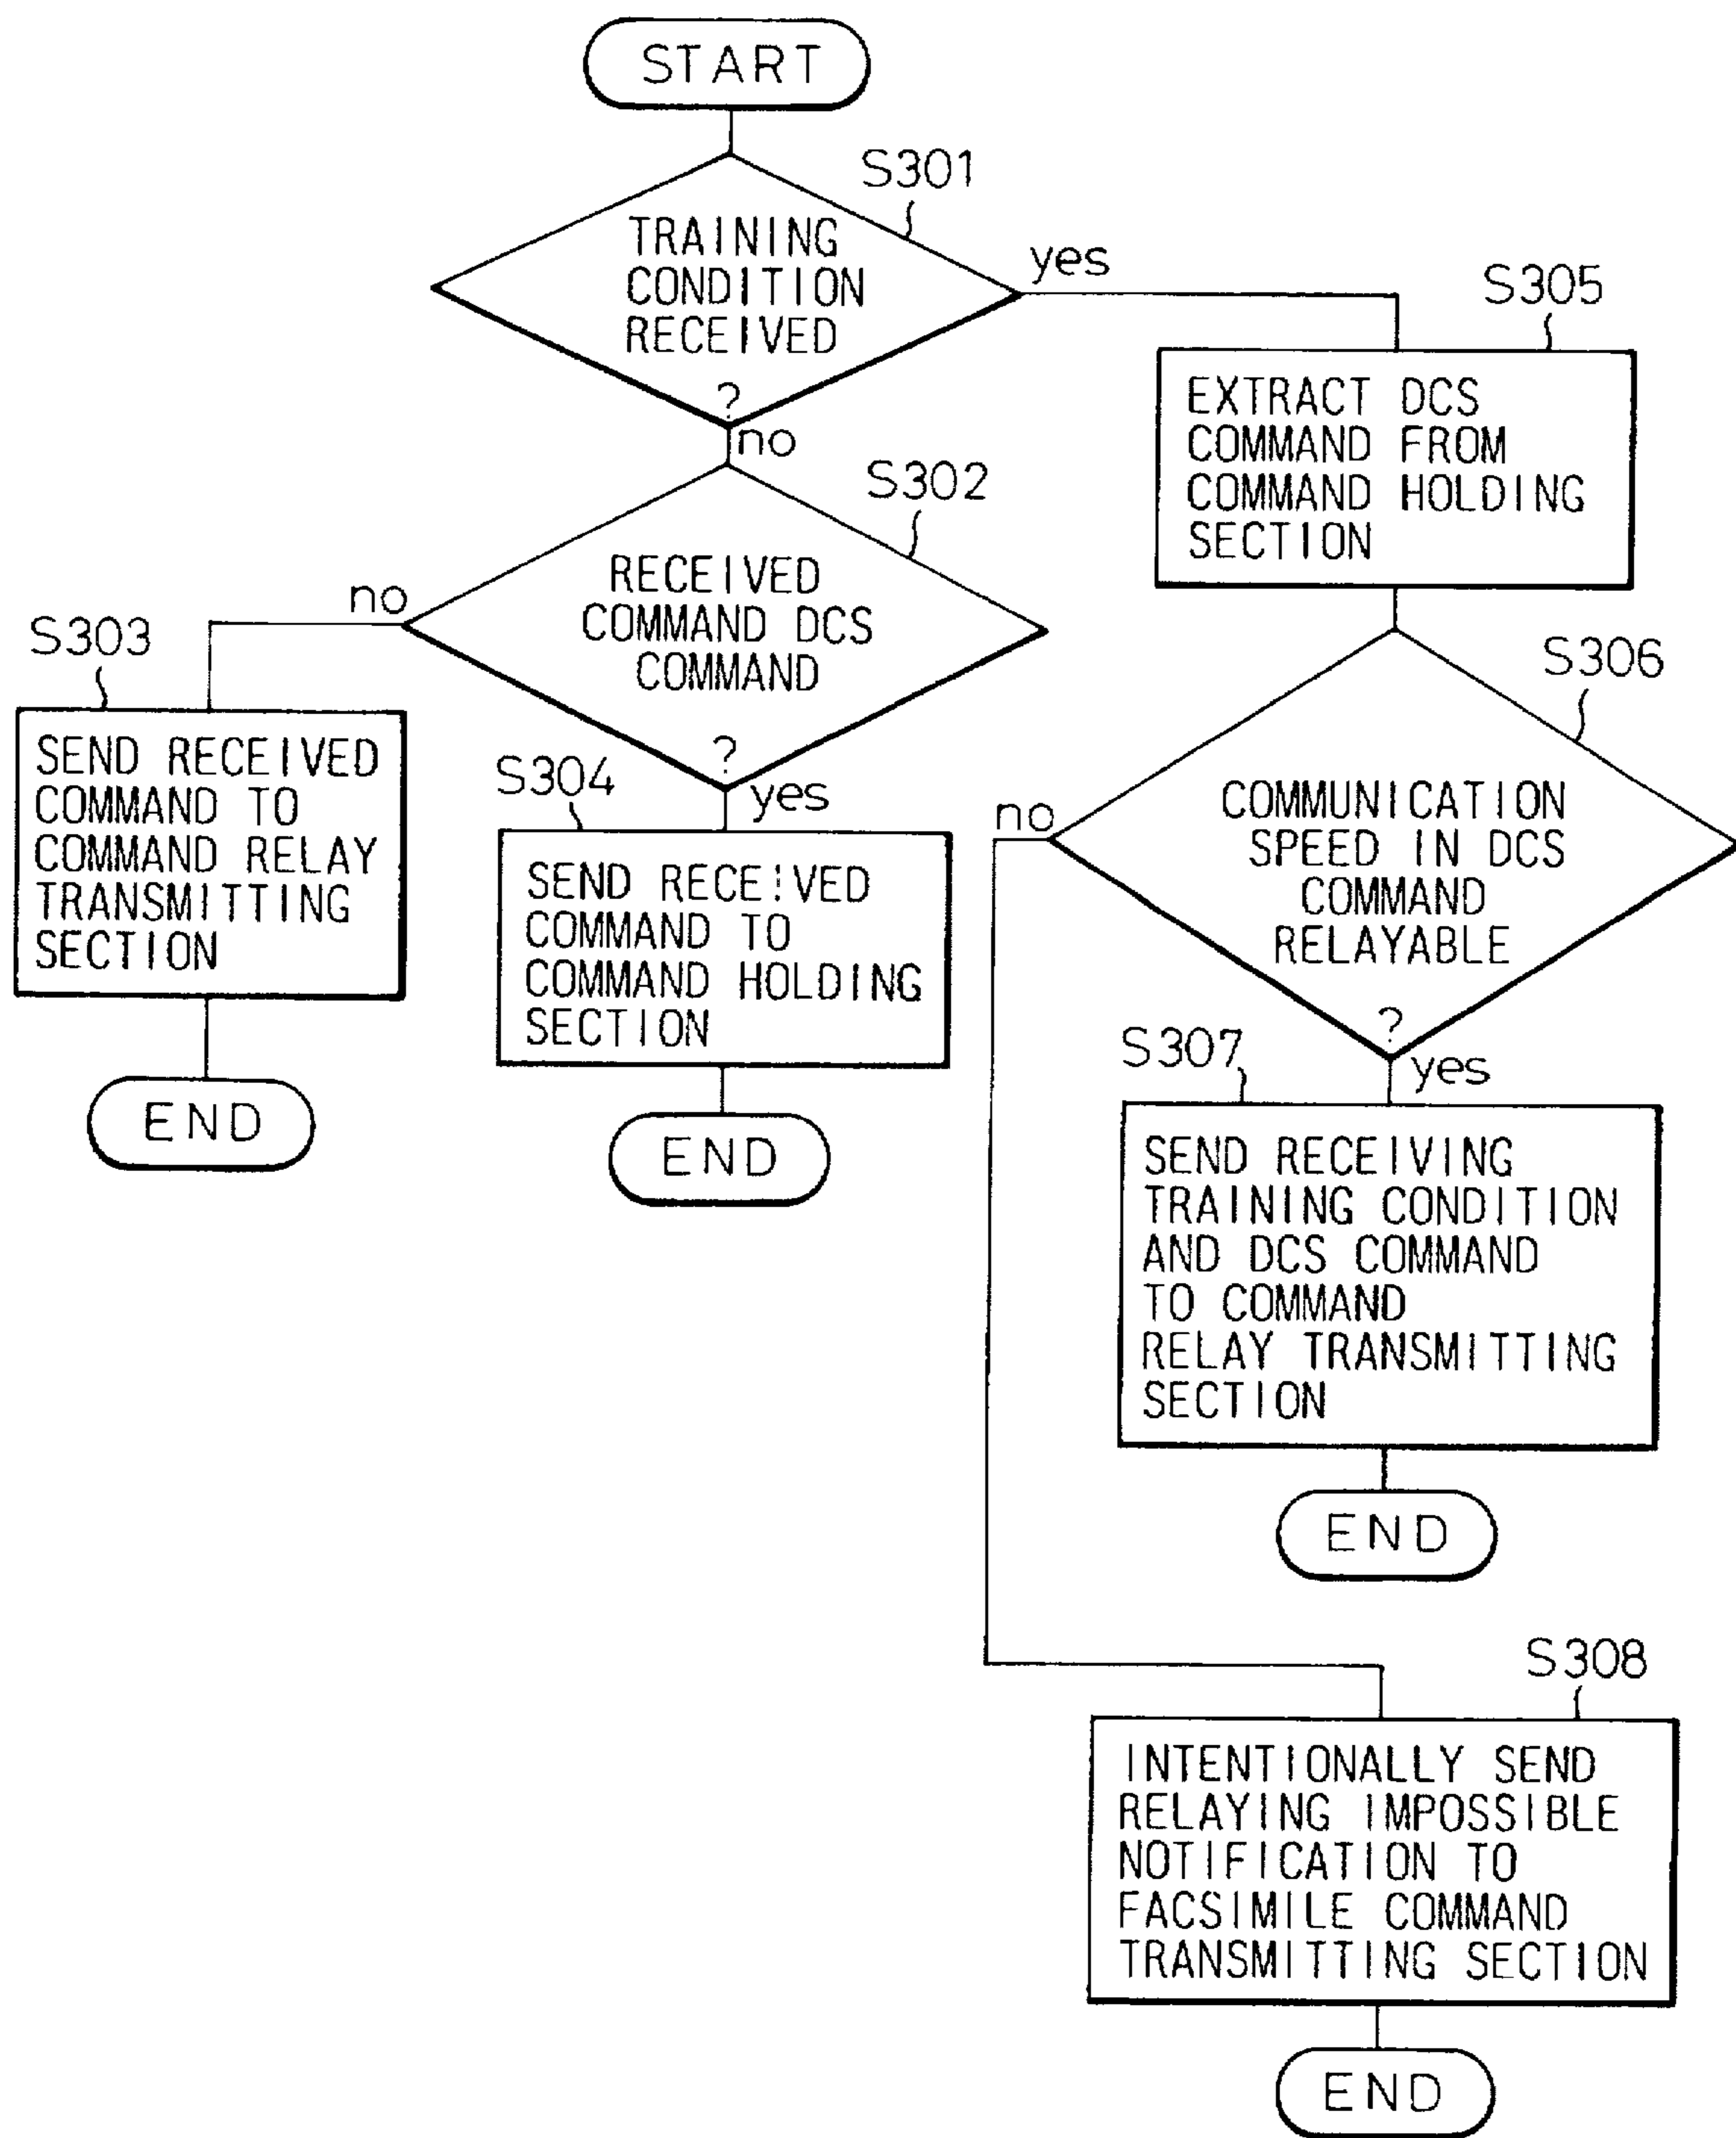 START
S301
TRAINING
CONDITION
RECEIVED
?
yes
no
S305
EXTRACT DCS
COMMAND FROM
COMMAND HOLDING
SECTION
S302
RECEIVED
COMMAND DCS
COMMAND
?
no
yes
S303
SEND RECEIVED
COMMAND TO
COMMAND RELAY
TRANSMITTING
SECTION
END
S304
SEND RECEIVED
COMMAND TO
COMMAND HOLDING
SECTION
END
S306
COMMUNICATION
SPEED IN DCS
COMMAND
RELAYABLE
?
no
yes
S307
SEND RECEIVING
TRAINING CONDITION
AND DCS COMMAND
TO COMMAND
RELAY TRANSMITTING
SECTION
END
S308
INTENTIONALLY SEND
RELAYING IMPOSSIBLE
NOTIFICATION TO
FACSIMILE COMMAND
TRANSMITTING SECTION
END